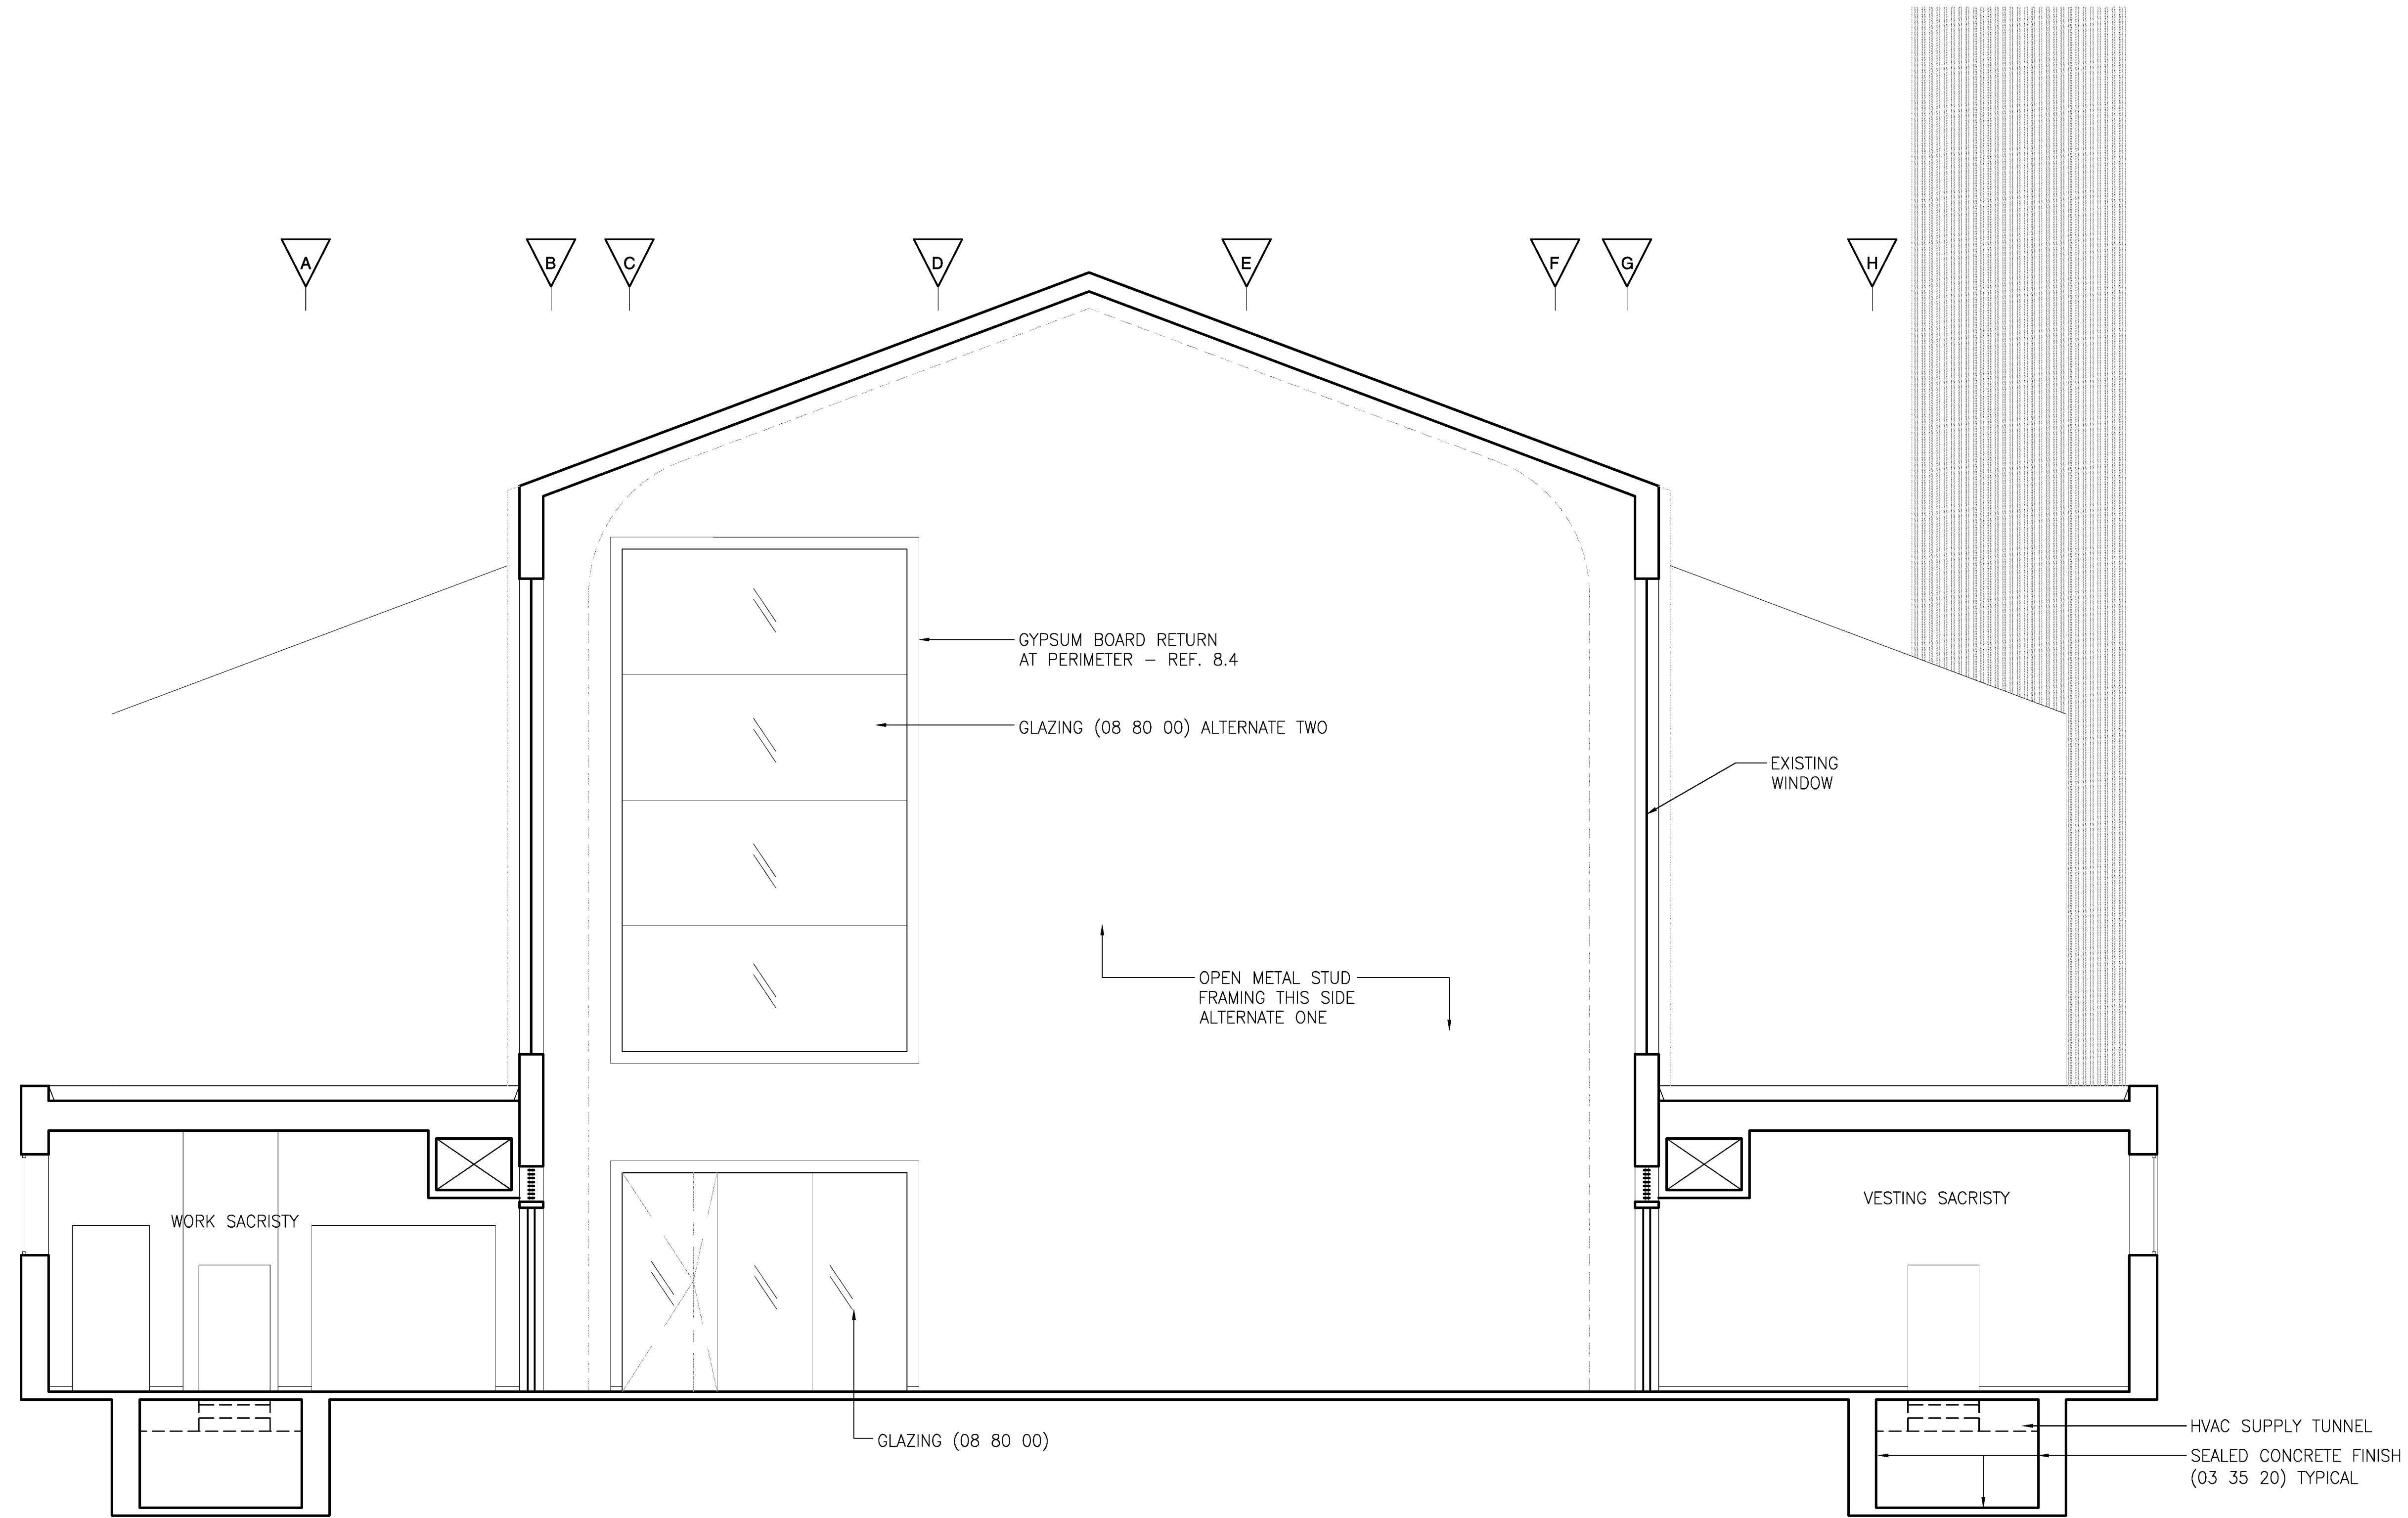 A B C D E F G H
GYPSUM BOARD RETURN
AT PERIMETER – REF. 8.4
GLAZING (08 80 00) ALTERNATE TWO
EXISTING
WINDOW
OPEN METAL STUD
FRAMING THIS SIDE
ALTERNATE ONE
WORK SACRISTY
VESTING SACRISTY
GLAZING (08 80 00)
HVAC SUPPLY TUNNEL
SEALED CONCRETE FINISH
(03 35 20) TYPICAL